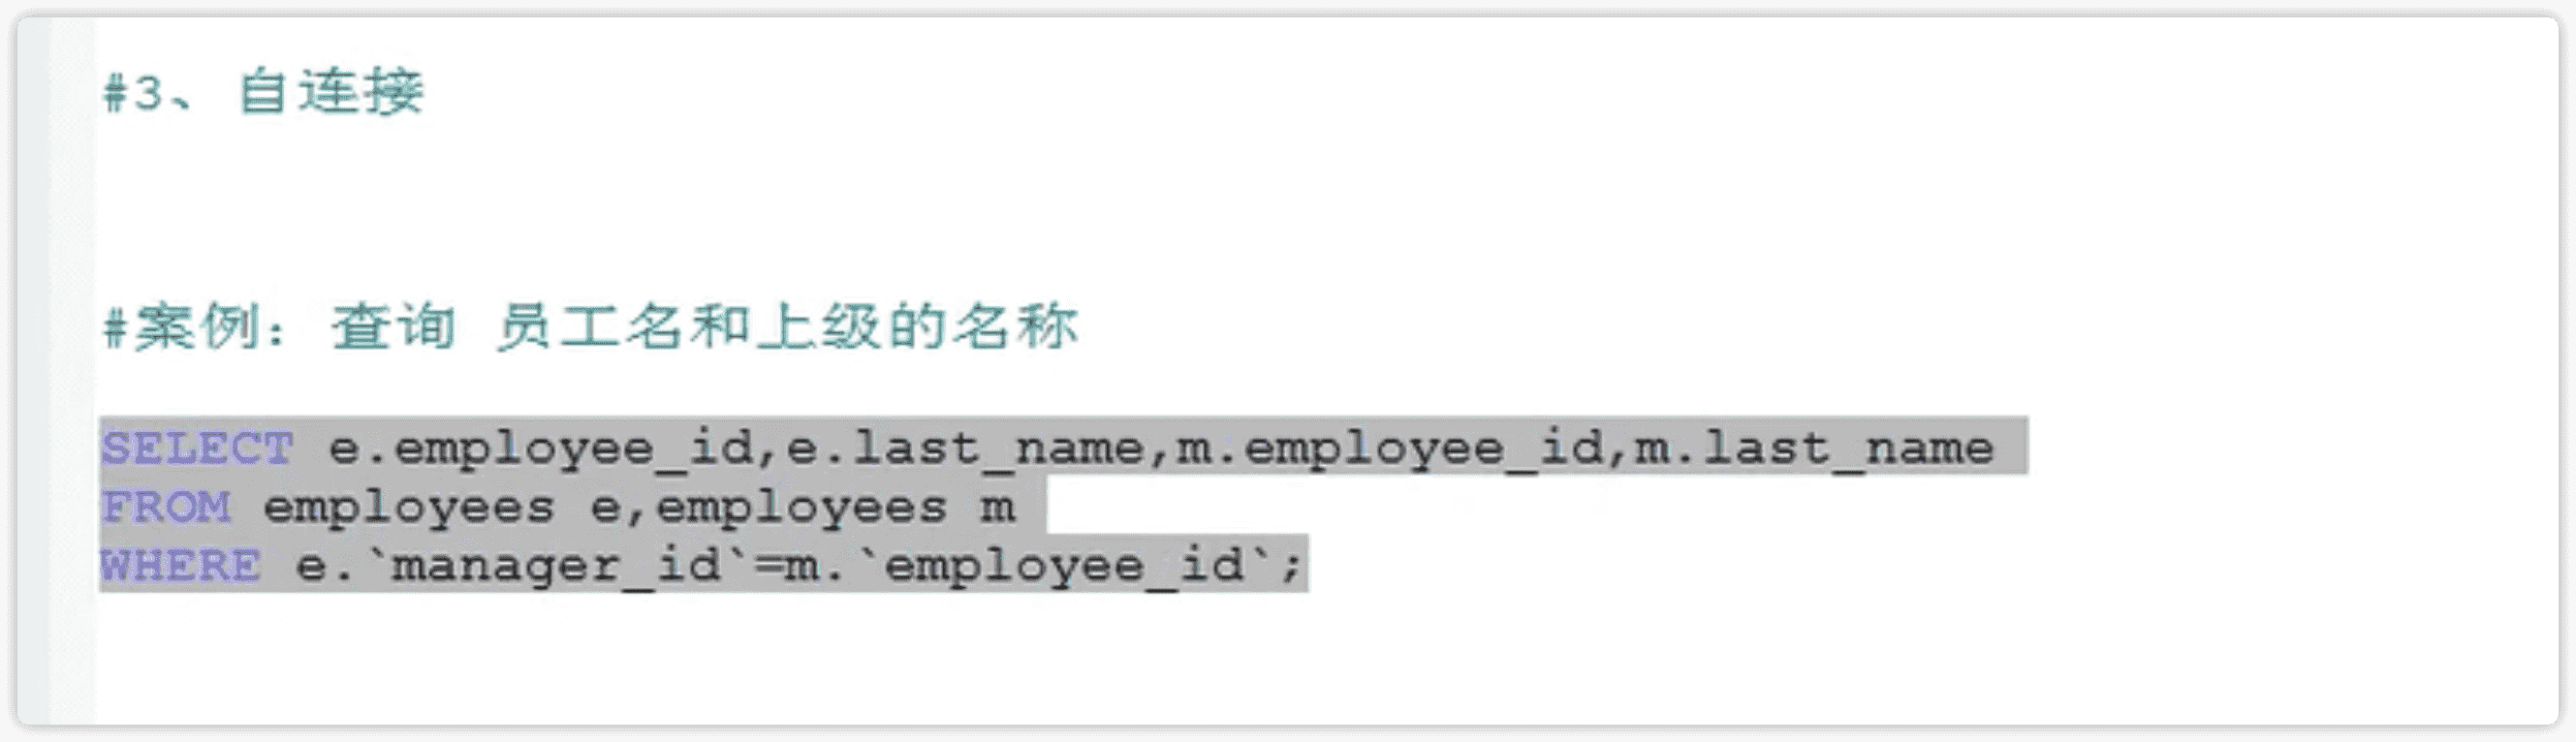 #3、自连接
#案例：查询 员工名和上级的名称
SELECT e.employee_id,e.last_name,m.employee_id,m.last_name
FROM employees e,employees m
WHERE e.`manager_id`=m.`employee_id`;